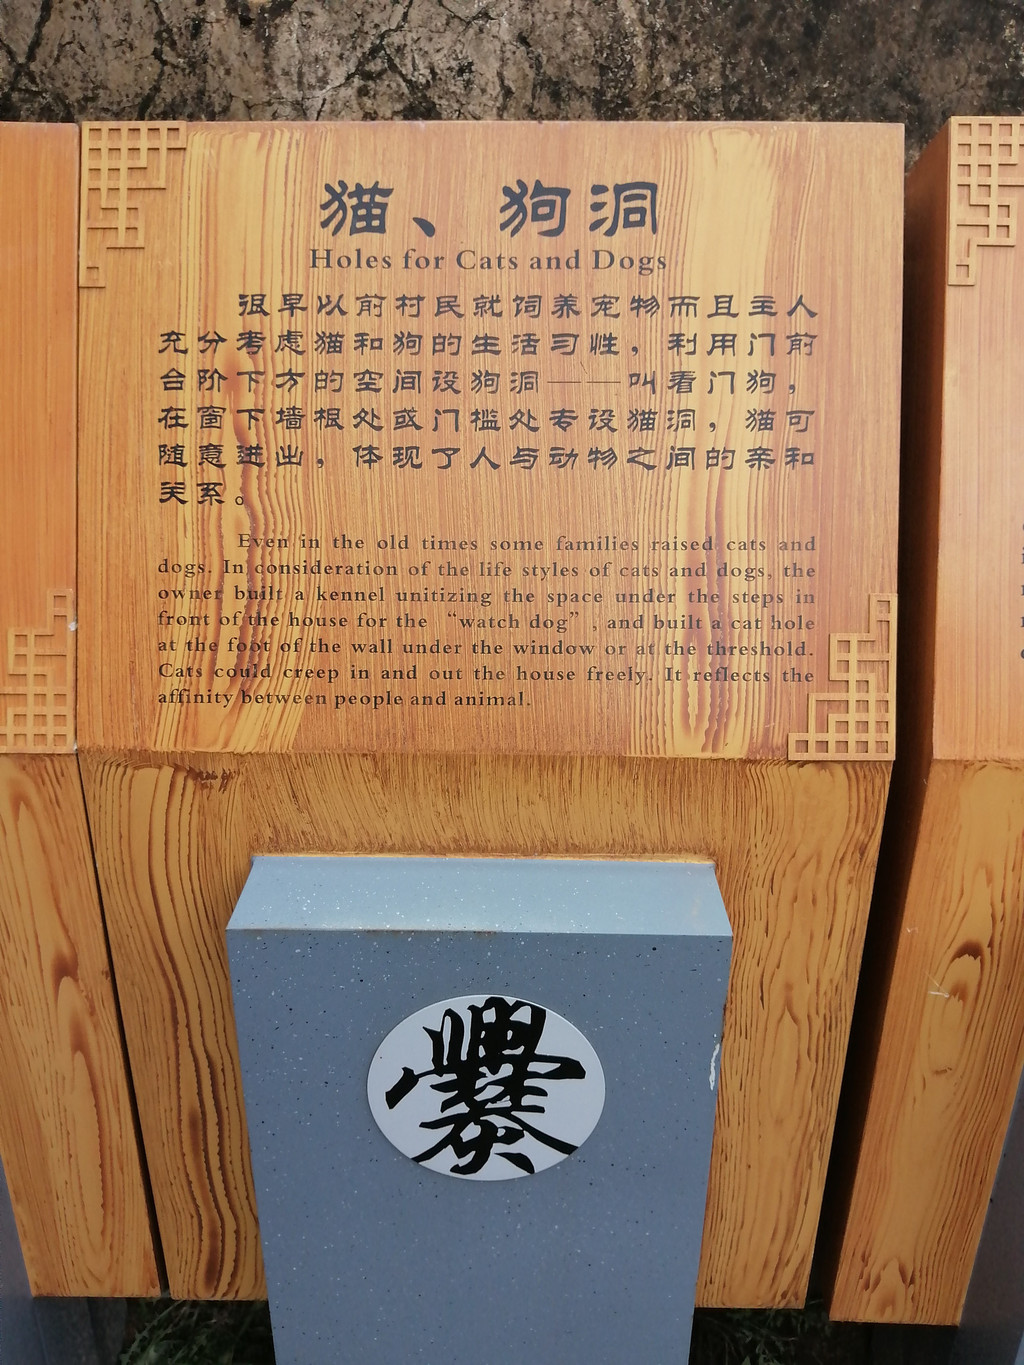 猫、狗洞
Holes for Cats and Dogs
很早以前村民就饲养宠物而且主人
充分考虑猫和狗的生活习性，利用门前
台阶下方的空间设狗洞——叫看门狗，
在窗下墙根处或门槛处专设猫洞，猫可
随意进出，体现了人与动物之间的亲和
关系。
Even in the old times some families raised cats and
dogs. In consideration of the life styles of cats and dogs, the
owner built a kennel unitizing the space under the steps in
front of the house for the “watch dog”, and built a cat hole
at the foot of the wall under the window or at the threshold.
Cats could creep in and out the house freely. It reflects the
affinity between people and animal.
爨